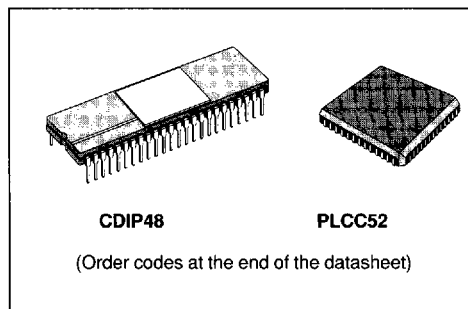 CDIP48 PLCC52
(Order codes at the end of the datasheet)